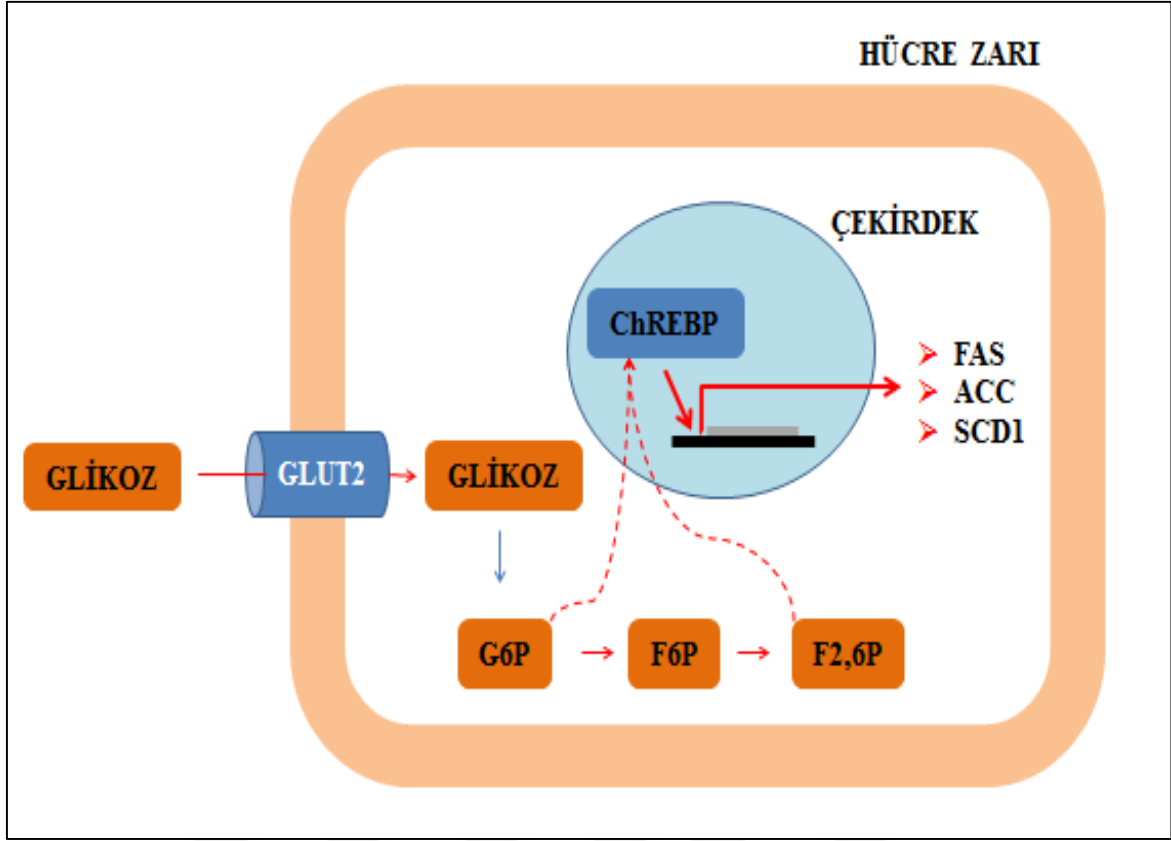 HÜCRE ZARI
ÇEKİRDEK
ChREBP
FAS
ACC
SCD1
GLİKOZ
GLUT2
GLİKOZ
G6P
F6P
F2,6P